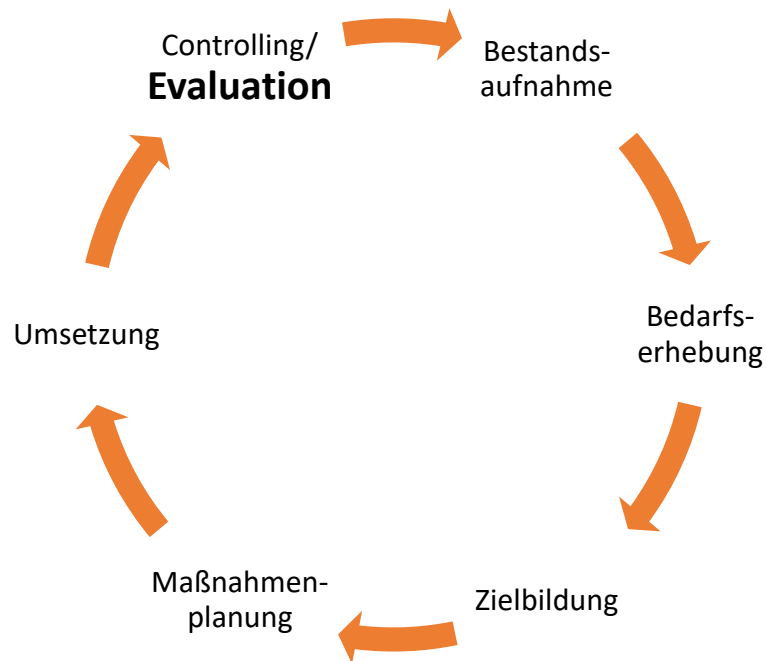 Controlling/
Evaluation
Bestands-
aufnahme
Bedarfs-
erhebung
Zielbildung
Maßnahmen-
planung
Umsetzung